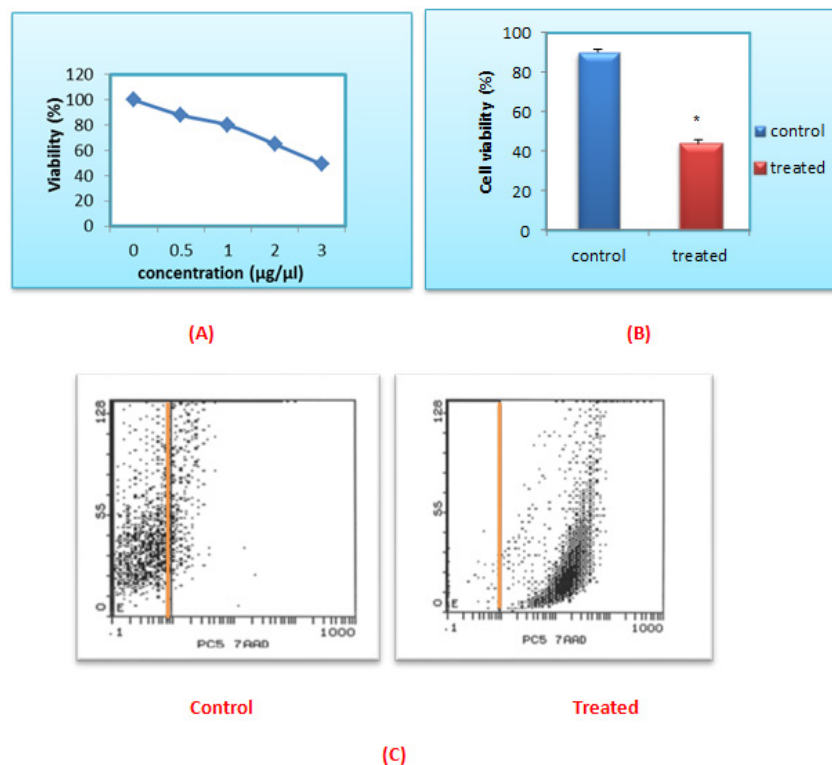 120
100
80
60
40
20
0
Viability (%)
0 0.5 1 2 3
concentration (µg/µl)
(A)
100
80
60
40
20
0
Cell viability (%)
*
control treated
control
treated
(B)
128
55
0
E
.1 1000
PC5 7AAD
Control
128
55
0
E
.1 1000
PC5 7AAD
Treated
(C)